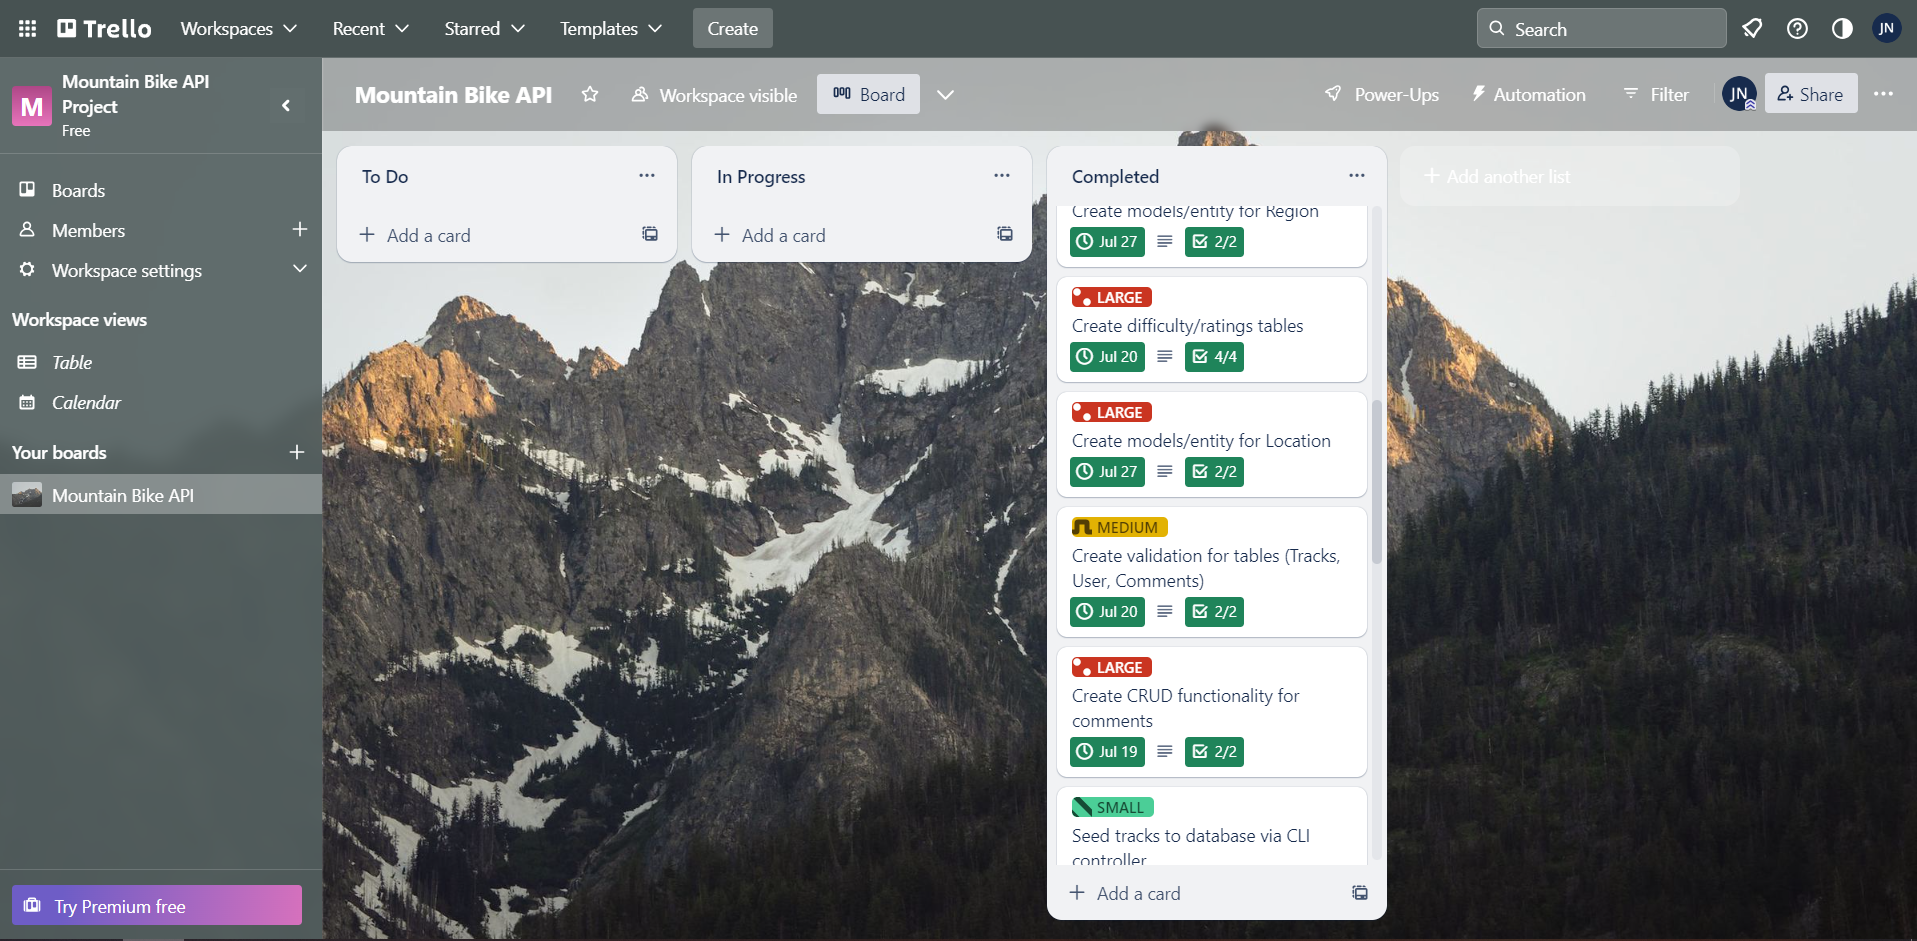 Trello
Workspaces
Recent
Starred
Templates
Create
Search
JN
M
Mountain Bike API
Project
Free
Boards
Members
Workspace settings
Workspace views
Table
Calendar
Your boards
Mountain Bike API
Try Premium free
Mountain Bike API
Workspace visible
Board
Power-Ups
Automation
Filter
JN
Share
To Do
Add a card
In Progress
Add a card
Completed
Create models/entity for Region
Jul 27
2/2
LARGE
Create difficulty/ratings tables
Jul 20
4/4
LARGE
Create models/entity for Location
Jul 27
2/2
MEDIUM
Create validation for tables (Tracks,
User, Comments)
Jul 20
2/2
LARGE
Create CRUD functionality for
comments
Jul 19
2/2
SMALL
Seed tracks to database via CLI
controller
Add a card
Add another list